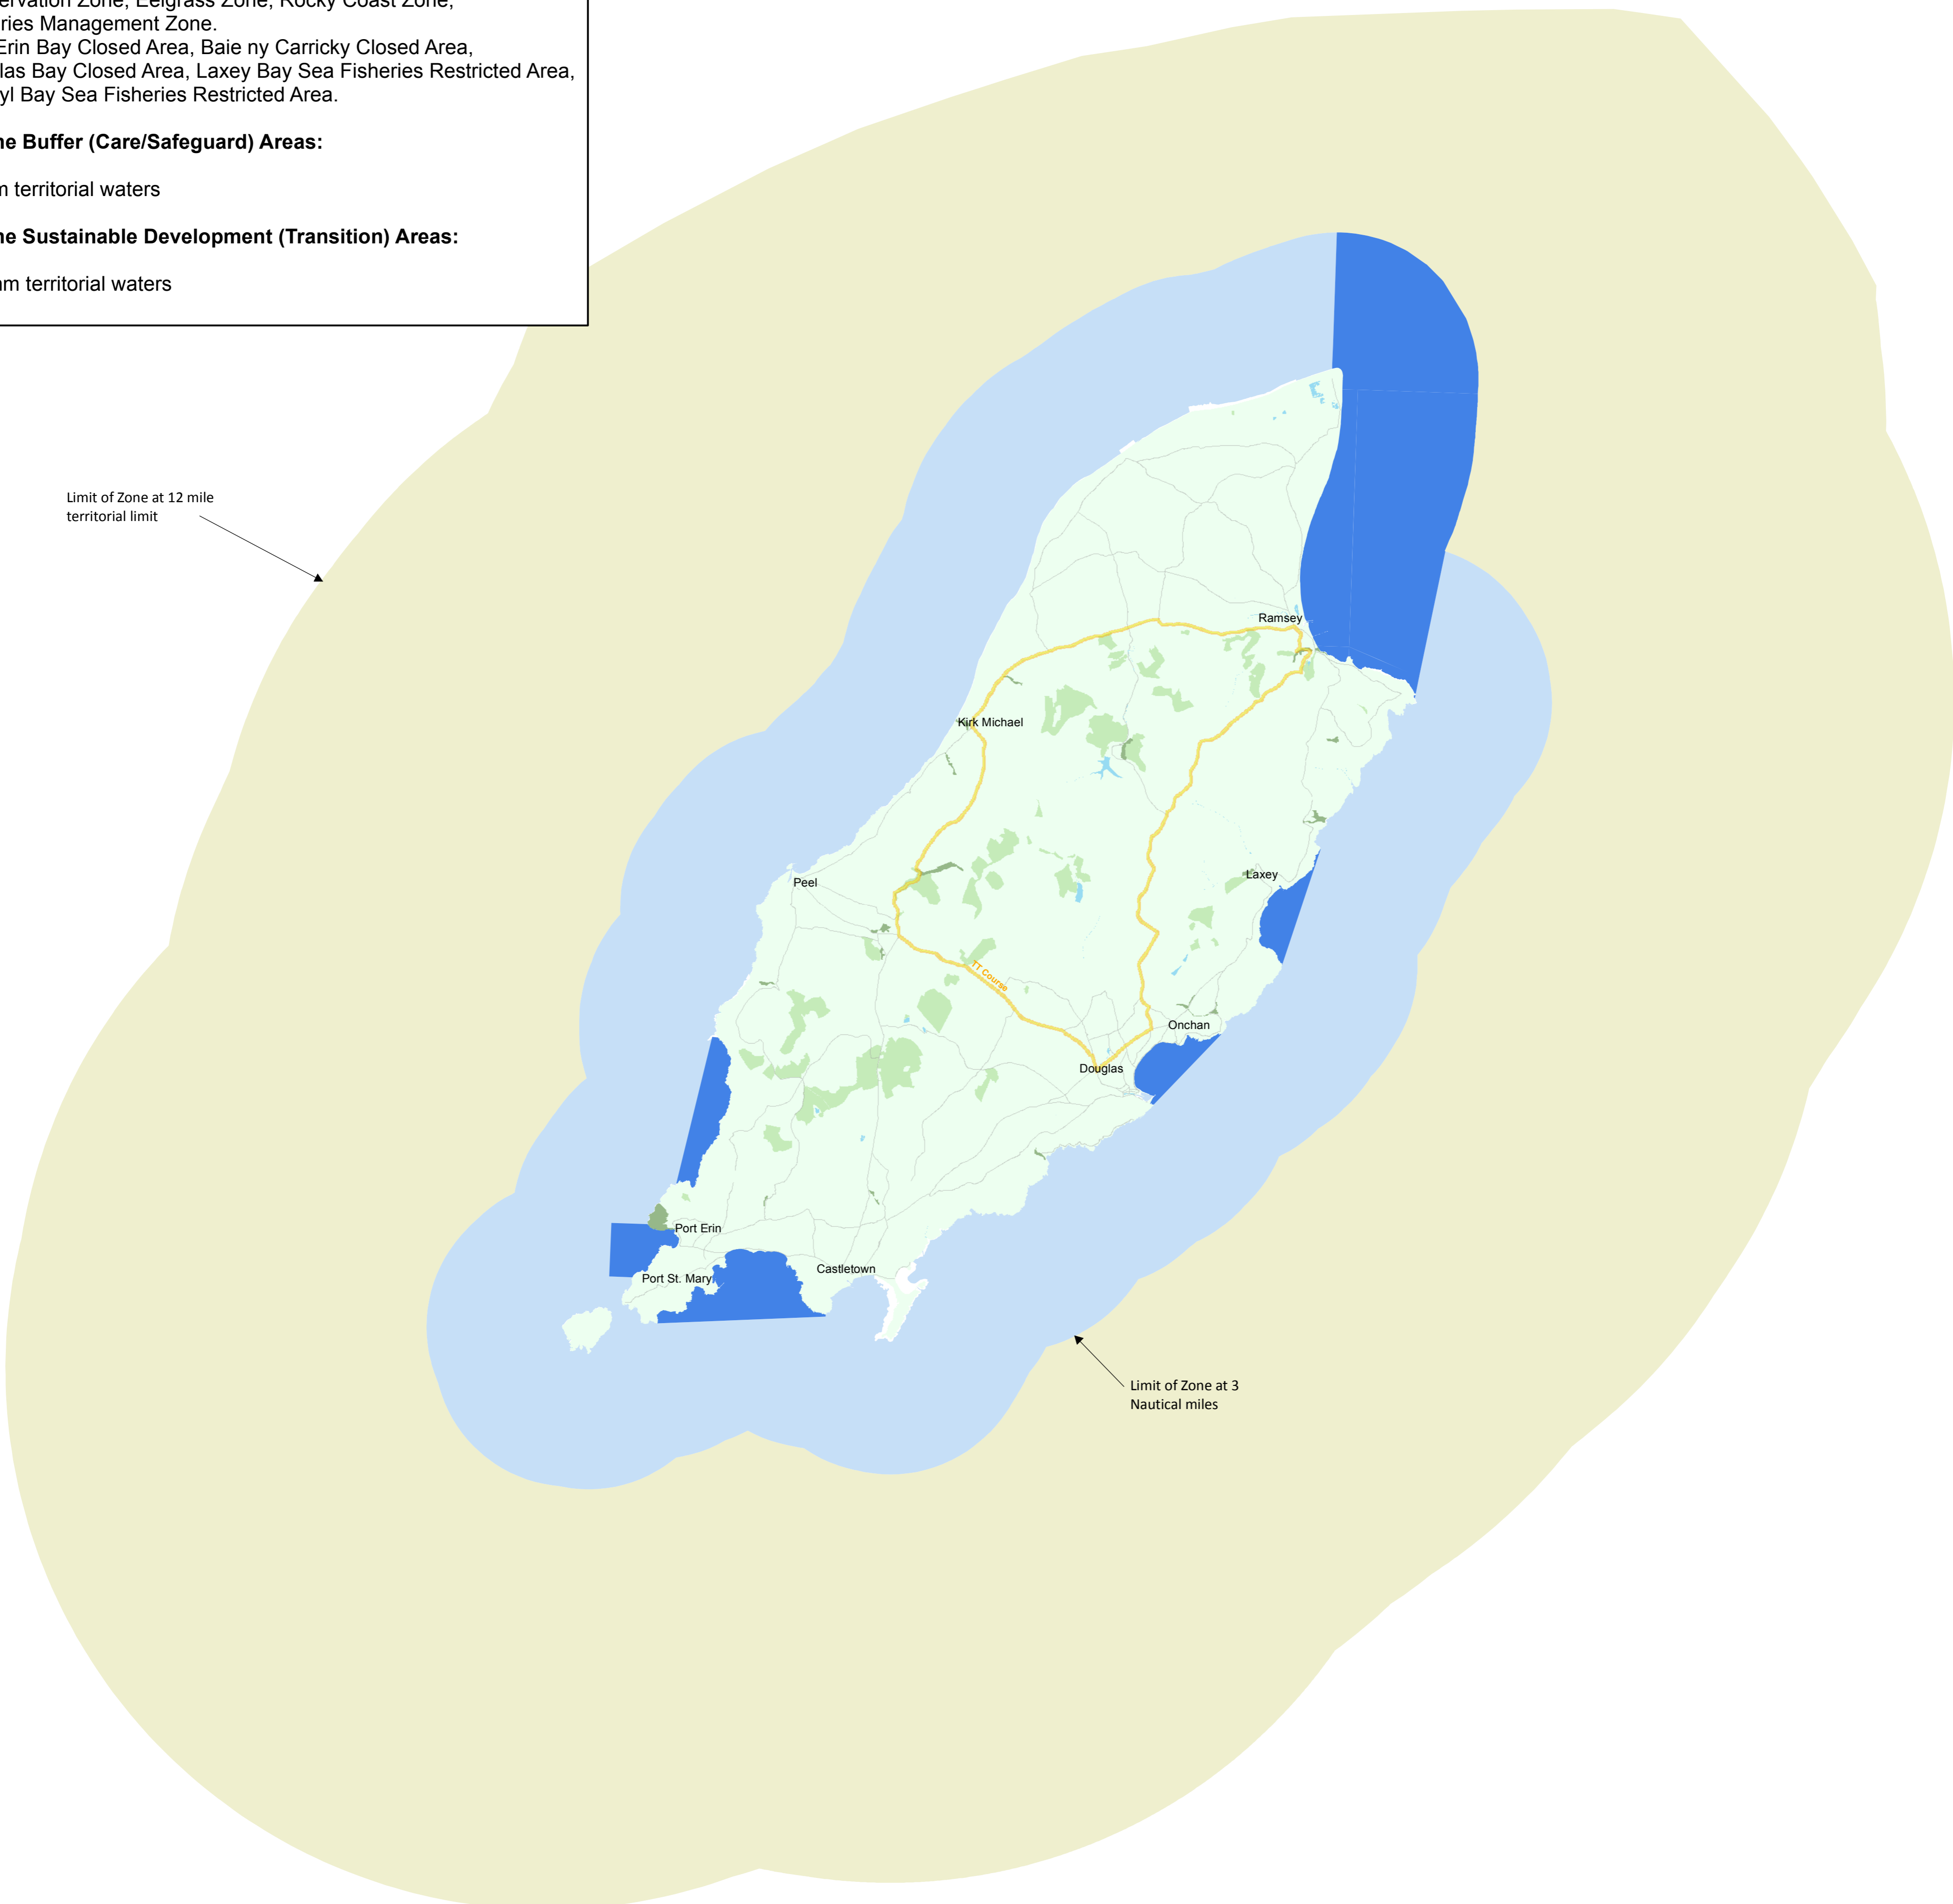 ervation Zone, Eelgrass Zone, Rocky Coast Zone,
ries Management Zone.
Erin Bay Closed Area, Baie ny Carricky Closed Area,
las Bay Closed Area, Laxey Bay Sea Fisheries Restricted Area,
yl Bay Sea Fisheries Restricted Area.
ne Buffer (Care/Safeguard) Areas:
m territorial waters
ne Sustainable Development (Transition) Areas:
nm territorial waters
Limit of Zone at 12 mile
territorial limit
Ramsey
Kirk Michael
Peel
Laxey
TT Course
Onchan
Douglas
Port Erin
Castletown
Port St. Mary
Limit of Zone at 3
Nautical miles